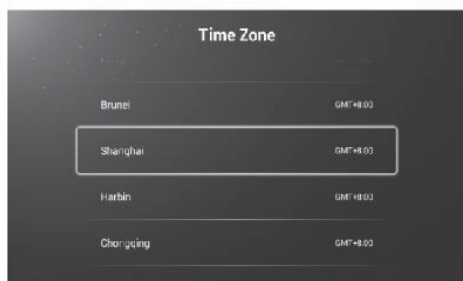 Time Zone
Brunei GMT+8:00
Shanghai GMT+8:00
Harbin GMT+8:00
Chongqing GMT+8:00